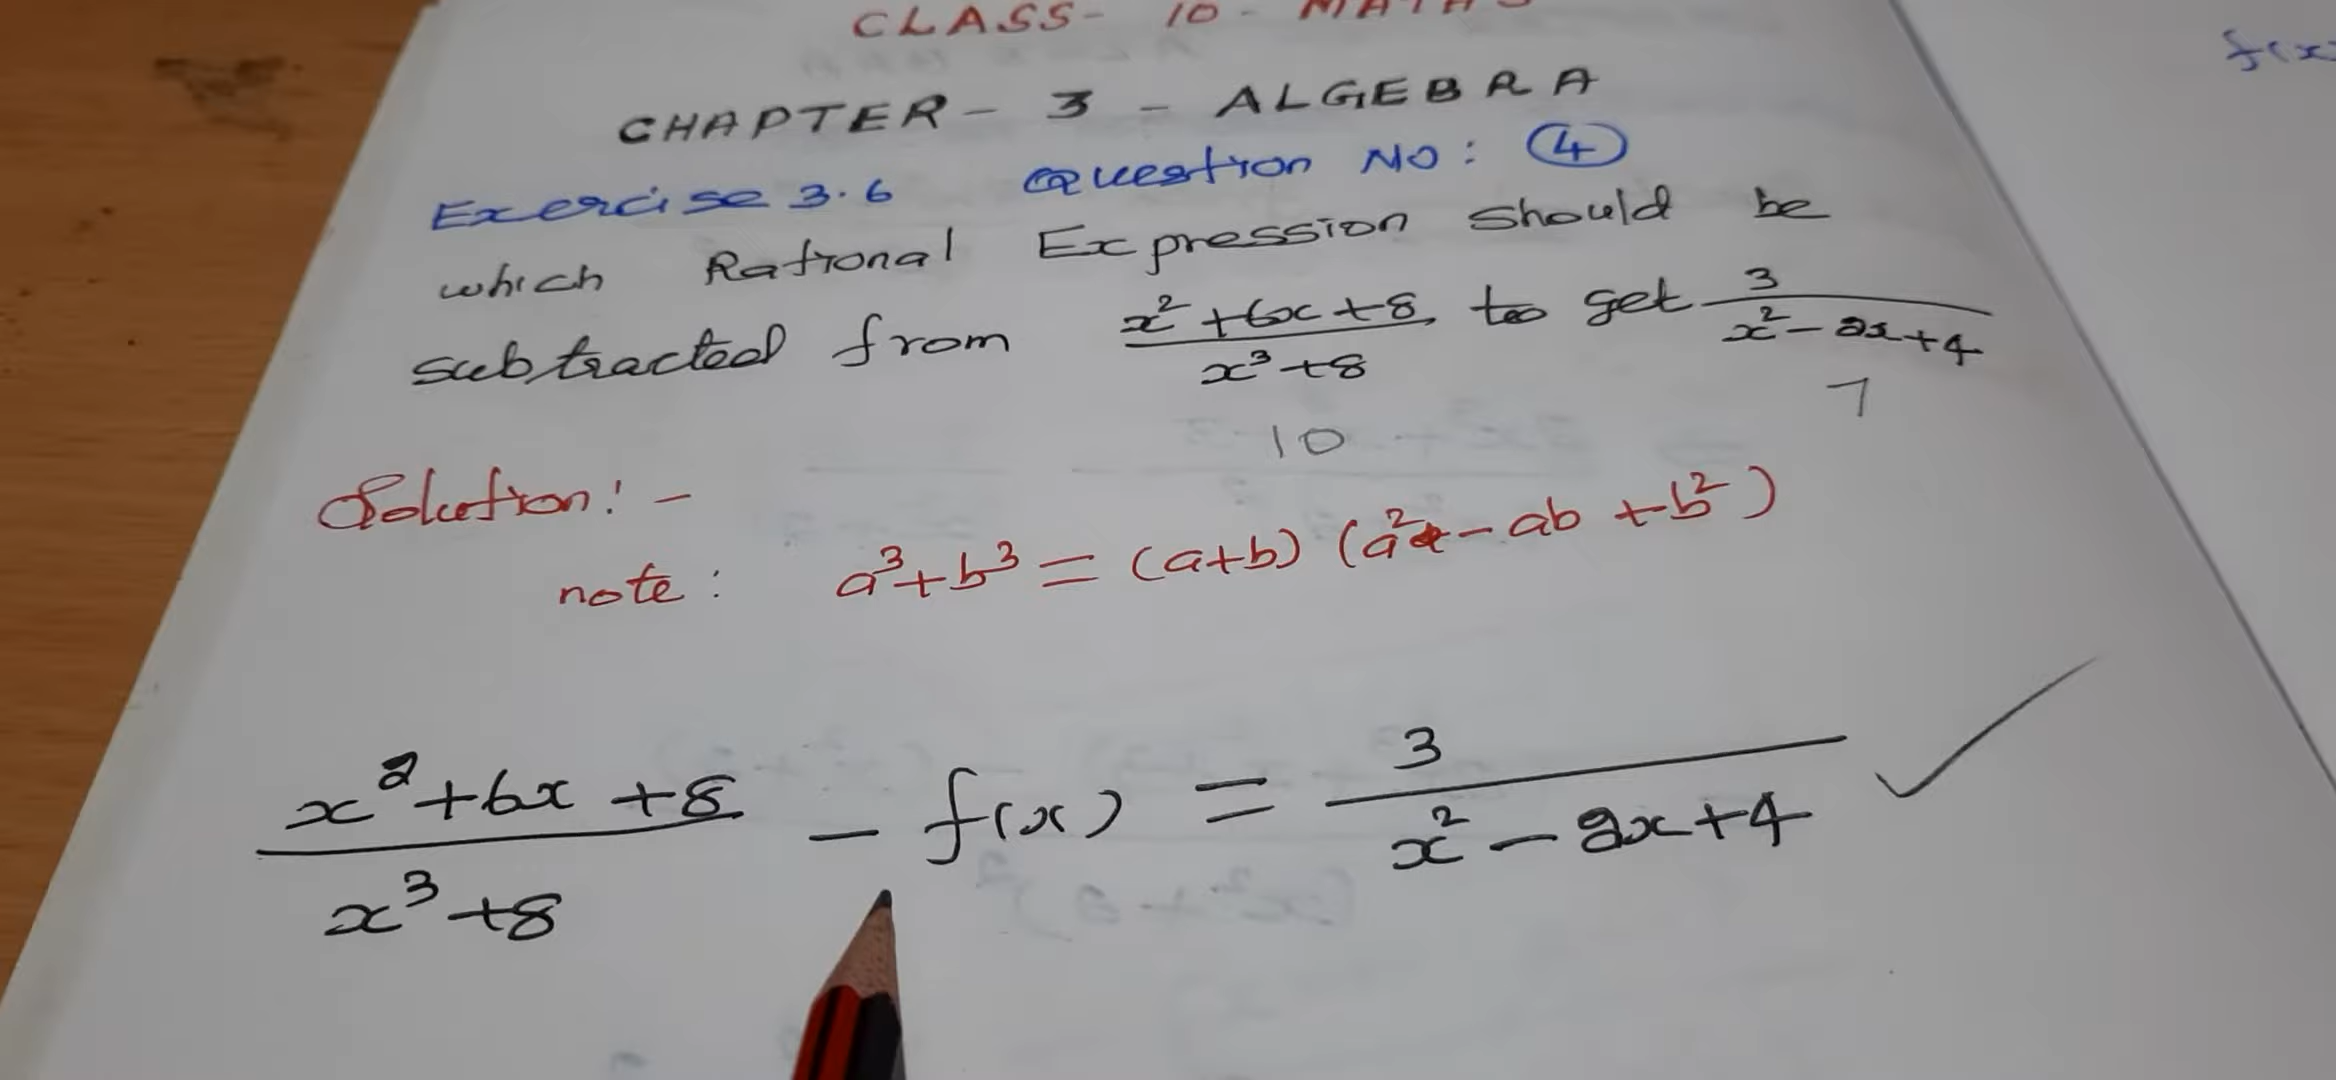 CLASS - 10 - MATHS
CHAPTER - 3 - ALGEBRA
Exercise 3.6 Question No: ④
which Rational Expression should be
subtracted from (x² + 6x + 8)/(x³ + 8) to get 3/(x² - 2x + 4)
10 7
Solution: -
note: a³ + b³ = (a+b) (a² - ab + b²)
(x² + 6x + 8)/(x³ + 8) - f(x) = 3/(x² - 2x + 4) ✓